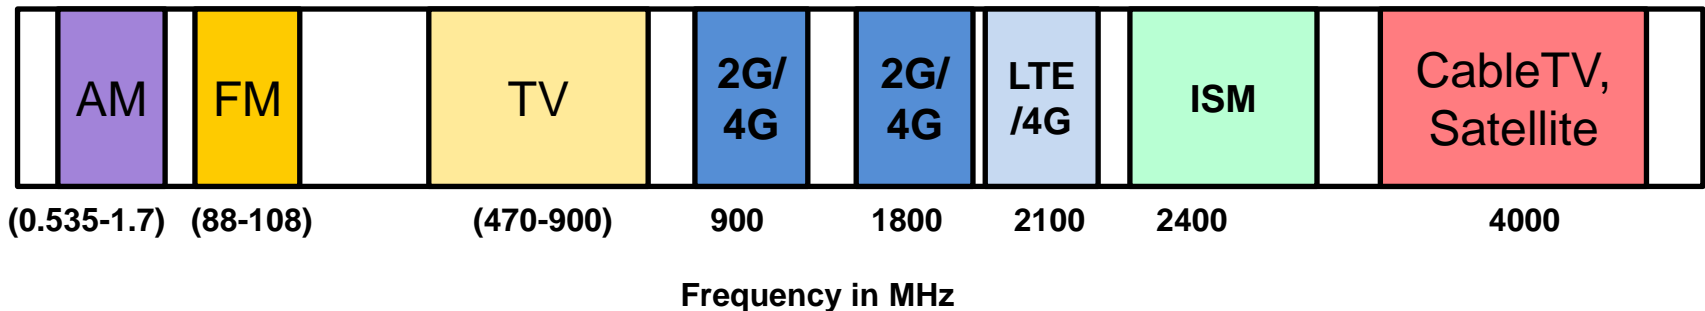 AM
FM
TV
2G/
4G
2G/
4G
LTE
/4G
ISM
CableTV,
Satellite
(0.535-1.7)
(88-108)
(470-900)
900
1800
2100
2400
4000
Frequency in MHz